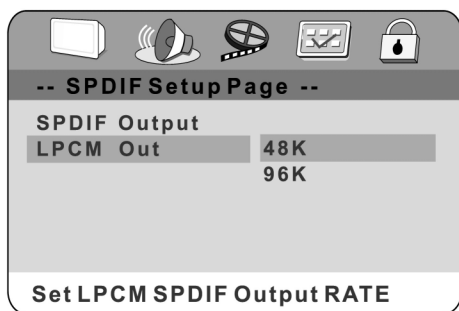 -- SPDIF Setup Page --
SPDIF Output
LPCM Out 48K
96K
Set LPCM SPDIF Output RATE